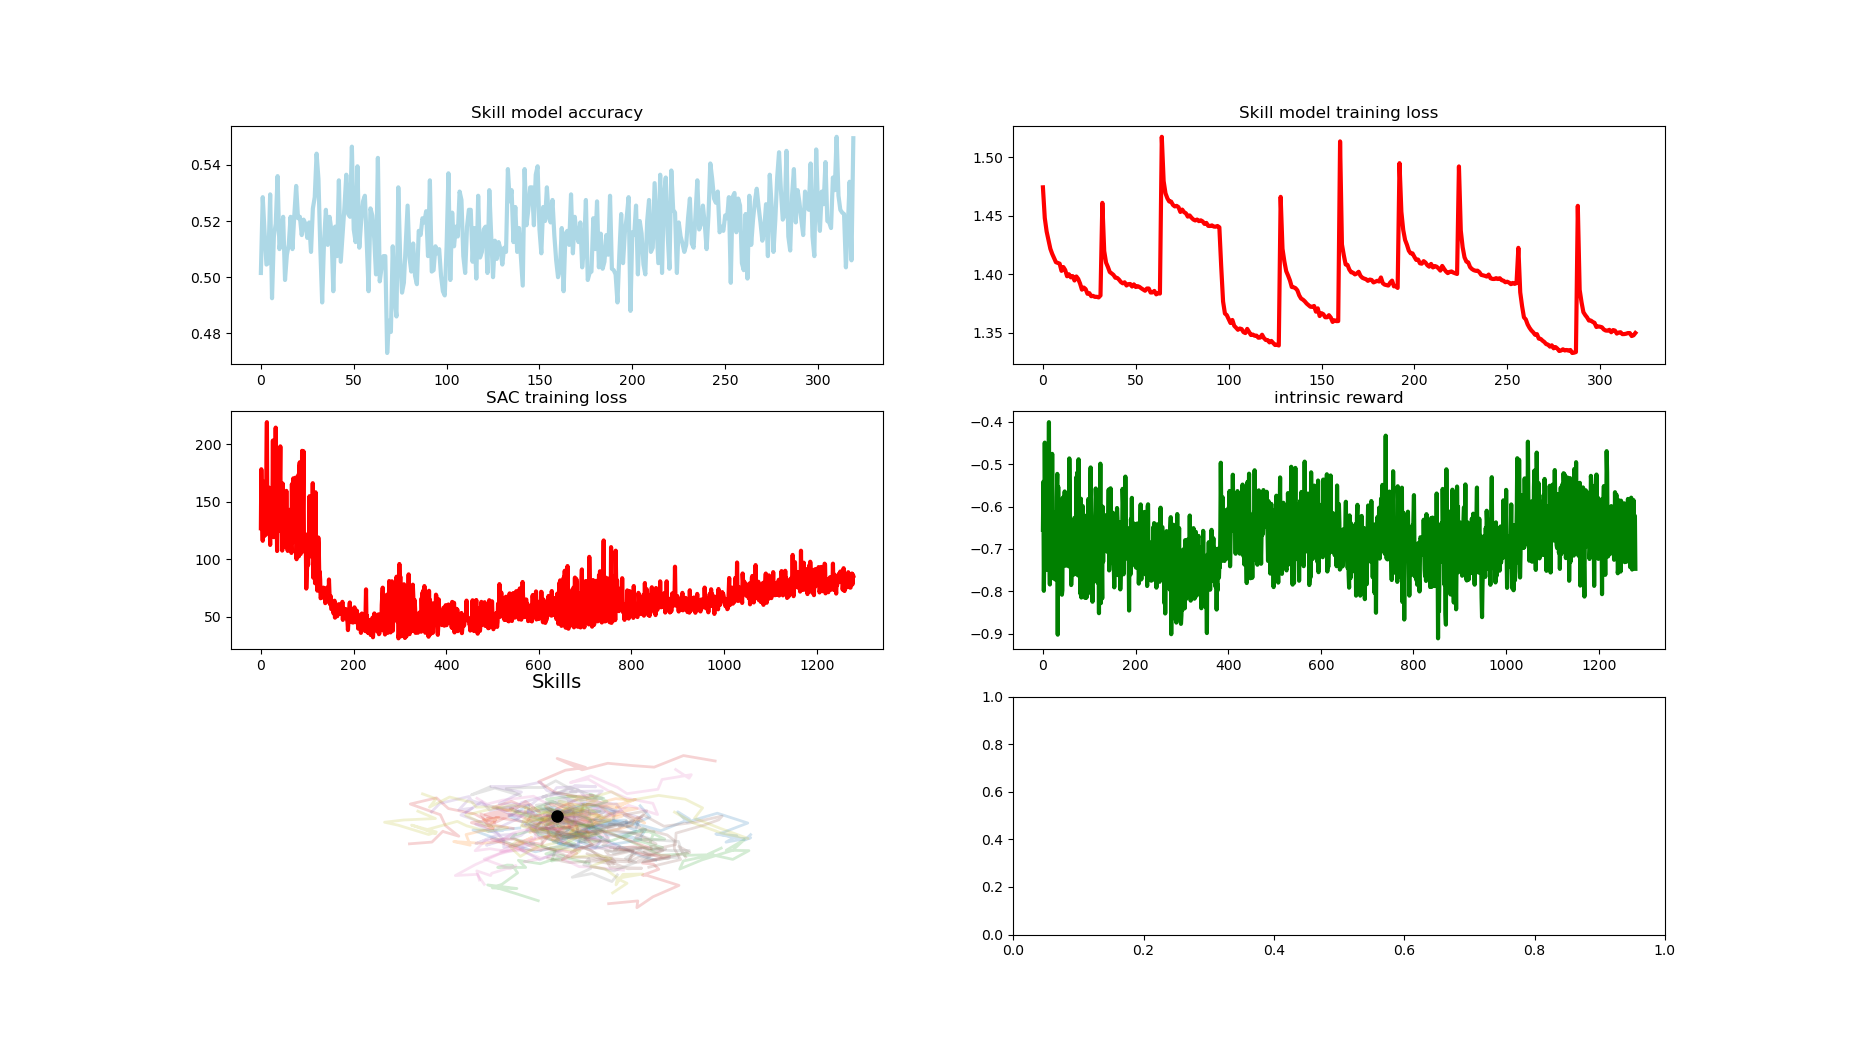 Skill model accuracy
0.54
0.52
0.50
0.48
0 50 100 150 200 250 300
Skill model training loss
1.50
1.45
1.40
1.35
0 50 100 150 200 250 300
SAC training loss
200
150
100
50
0 200 400 600 800 1000 1200
intrinsic reward
−0.4
−0.5
−0.6
−0.7
−0.8
−0.9
0 200 400 600 800 1000 1200
Skills
1.0
0.8
0.6
0.4
0.2
0.0
0.0 0.2 0.4 0.6 0.8 1.0